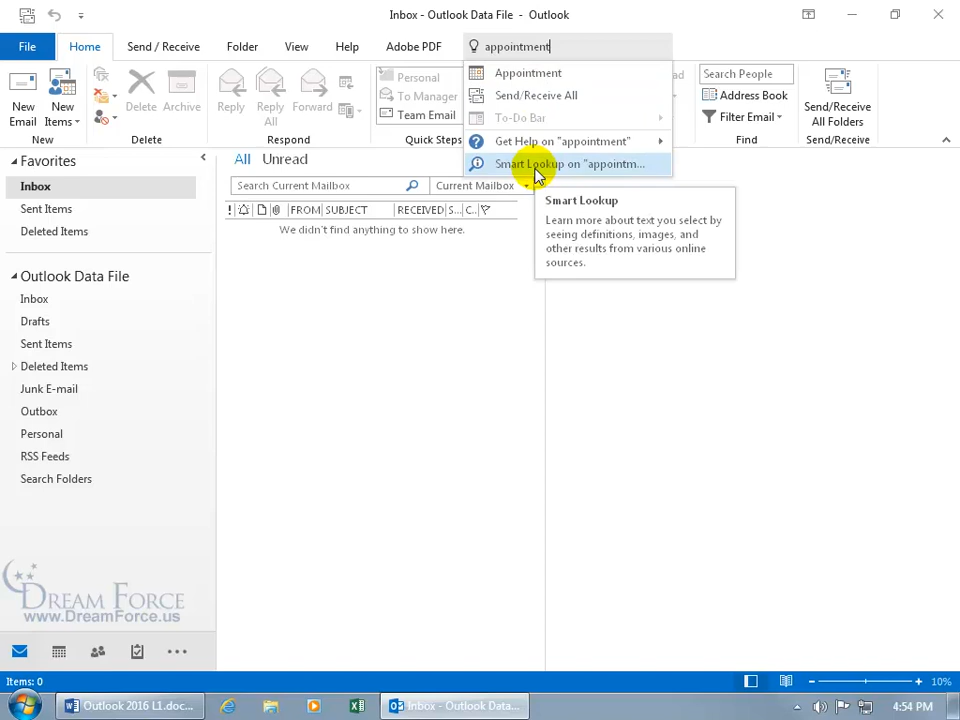 Inbox - Outlook Data File - Outlook
File Home Send / Receive Folder View Help Adobe PDF appointment
New Email
New Items
New
Delete
Archive
Delete
Reply
Reply All
Forward
Respond
Personal
To Manager
Team Email
Quick Steps
Search People
Address Book
Filter Email
Find
Send/Receive All Folders
Send/Receive
Appointment
Send/Receive All
To-Do Bar
Get Help on "appointment"
Smart Lookup on "appointm...
Smart Lookup
Learn more about text you select by
seeing definitions, images, and
other results from various online
sources.
Favorites
Inbox
Sent Items
Deleted Items
Outlook Data File
Inbox
Drafts
Sent Items
Deleted Items
Junk E-mail
Outbox
Personal
RSS Feeds
Search Folders
All Unread
Search Current Mailbox Current Mailbox
! FROM SUBJECT RECEIVED S... C...
We didn't find anything to show here.
DREAM FORCE
www.DreamForce.us
Items: 0 10%
Outlook 2016 L1.doc... Inbox - Outlook Data... 4:54 PM